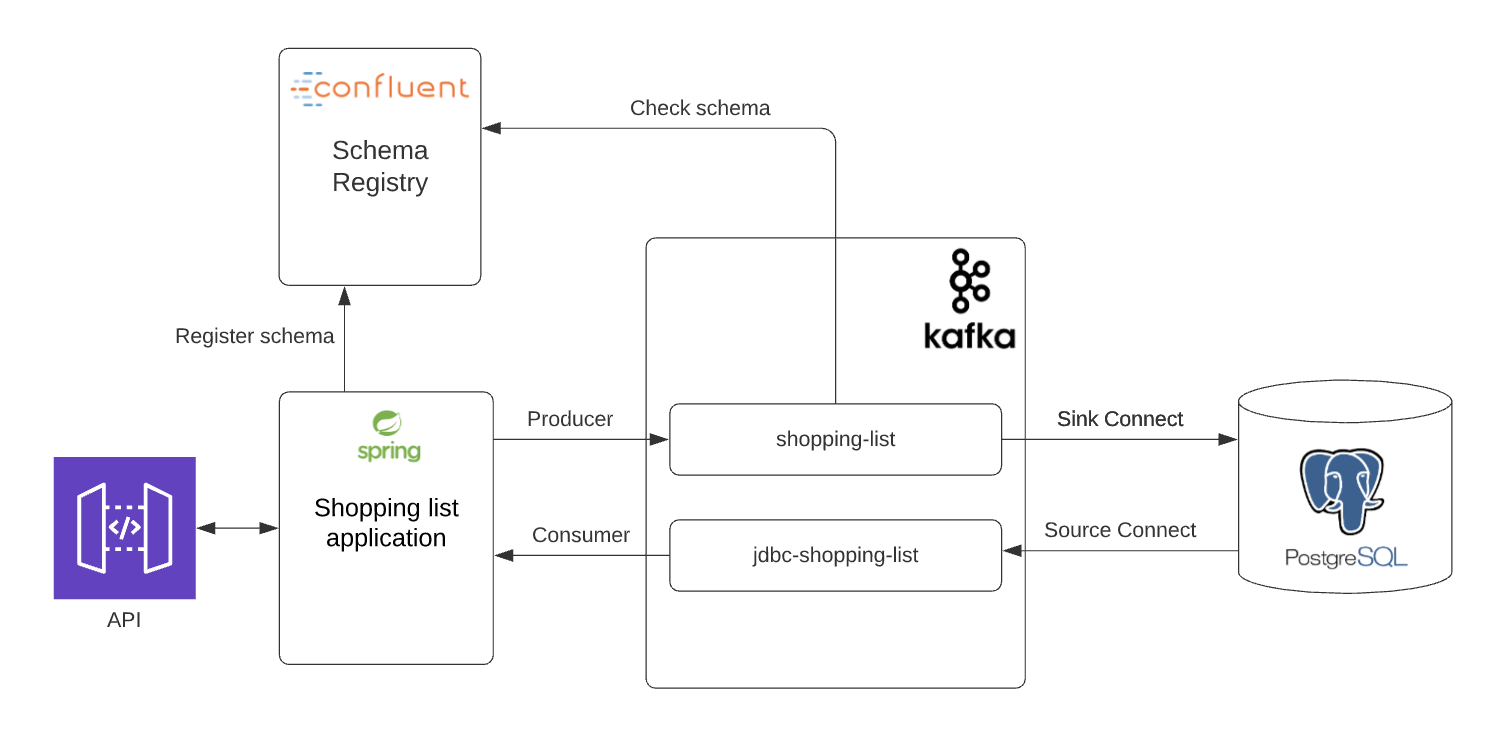 confluent
Check schema
Schema
Registry
kafka
Register schema
spring
Producer
shopping-list
Sink Connect
Shopping list
application
</>
Consumer
jdbc-shopping-list
Source Connect
PostgreSQL
API